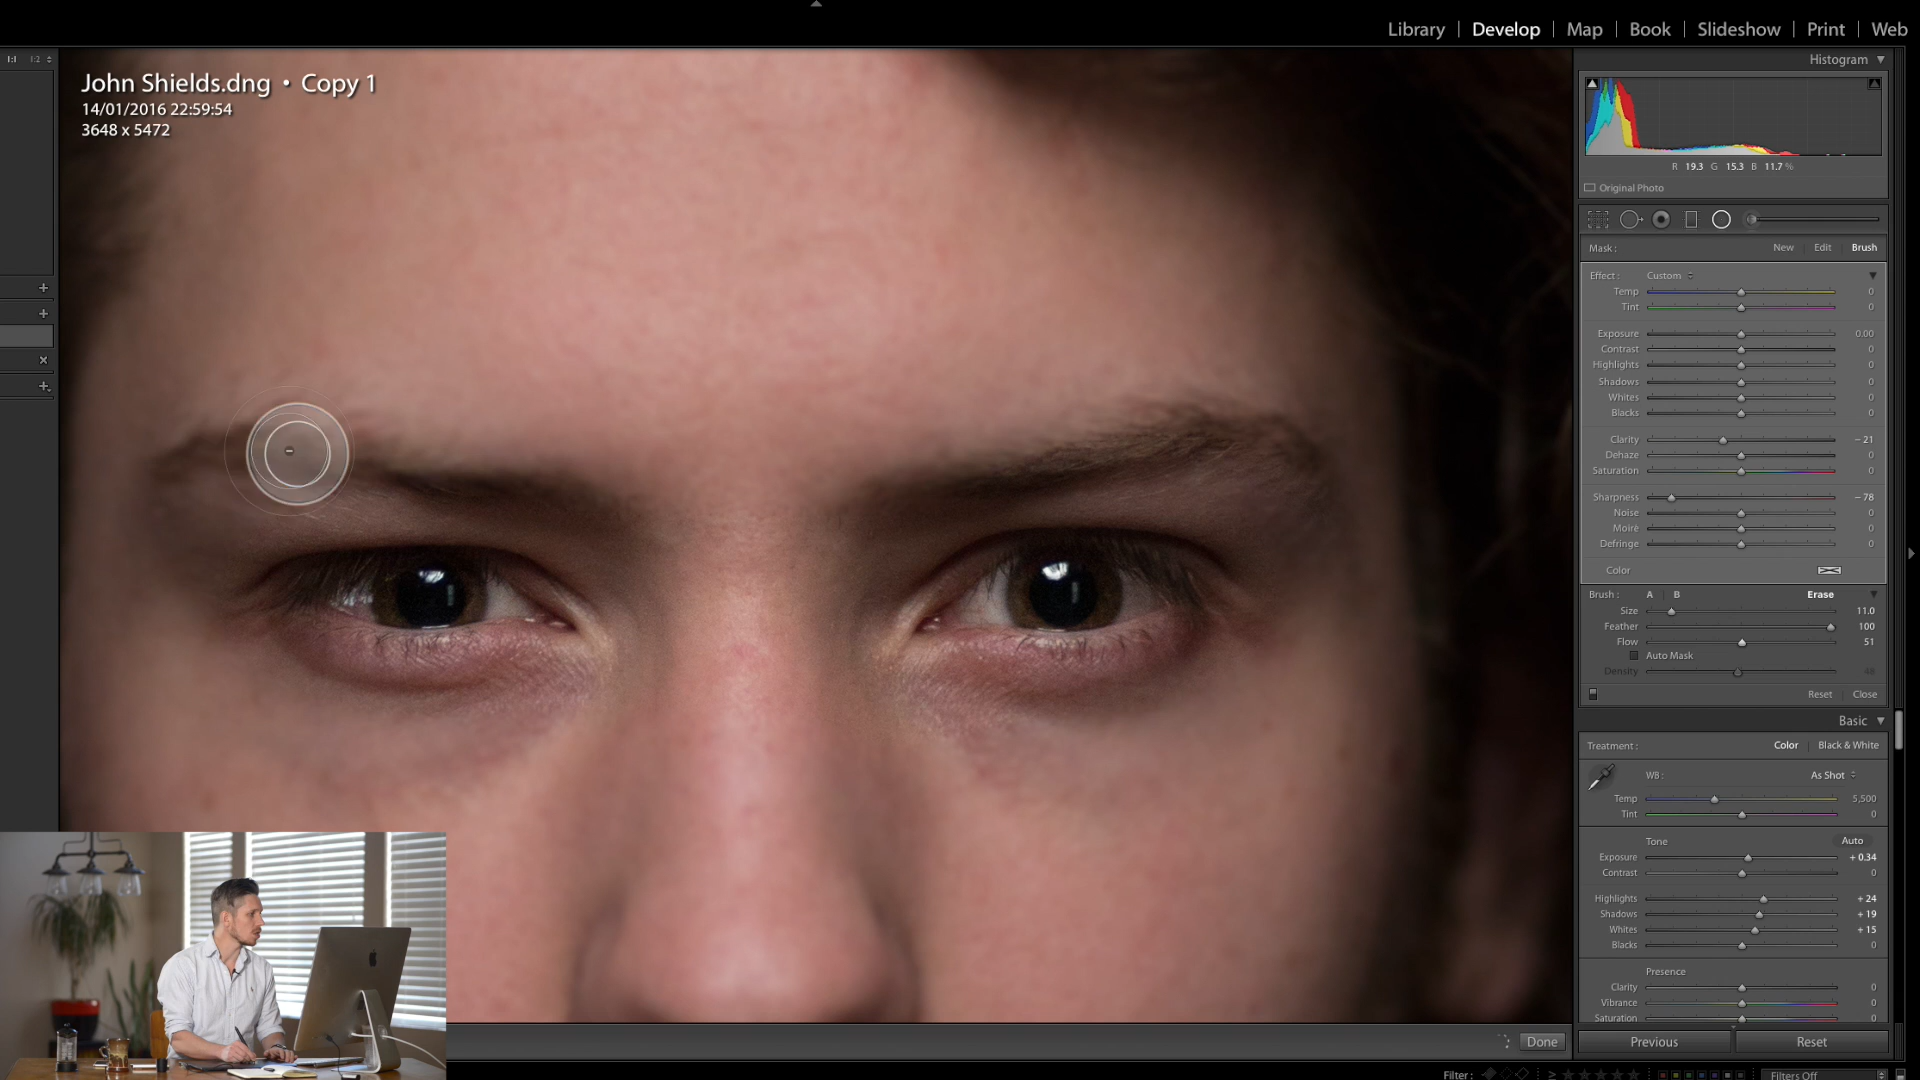 Library | Develop | Map | Book | Slideshow | Print | Web
1:1 1:2
John Shields.dng • Copy 1
14/01/2016 22:59:54
3648 x 5472
Histogram
R 19.3 G 15.3 B 11.7 %
Original Photo
Mask : New Edit Brush
Effect : Custom
Temp 0
Tint 0
Exposure 0.00
Contrast 0
Highlights 0
Shadows 0
Whites 0
Blacks 0
Clarity – 21
Dehaze 0
Saturation 0
Sharpness – 78
Noise 0
Moiré 0
Defringe 0
Color
Brush : A | B Erase
Size 11.0
Feather 100
Flow 51
Auto Mask
Density 48
Reset | Close
Basic
Treatment : Color | Black & White
WB : As Shot
Temp 5,500
Tint 0
Tone Auto
Exposure + 0.34
Contrast 0
Highlights + 24
Shadows + 19
Whites + 15
Blacks 0
Presence
Clarity 0
Vibrance 0
Saturation 0
Done Previous Reset
Filter : Filters Off